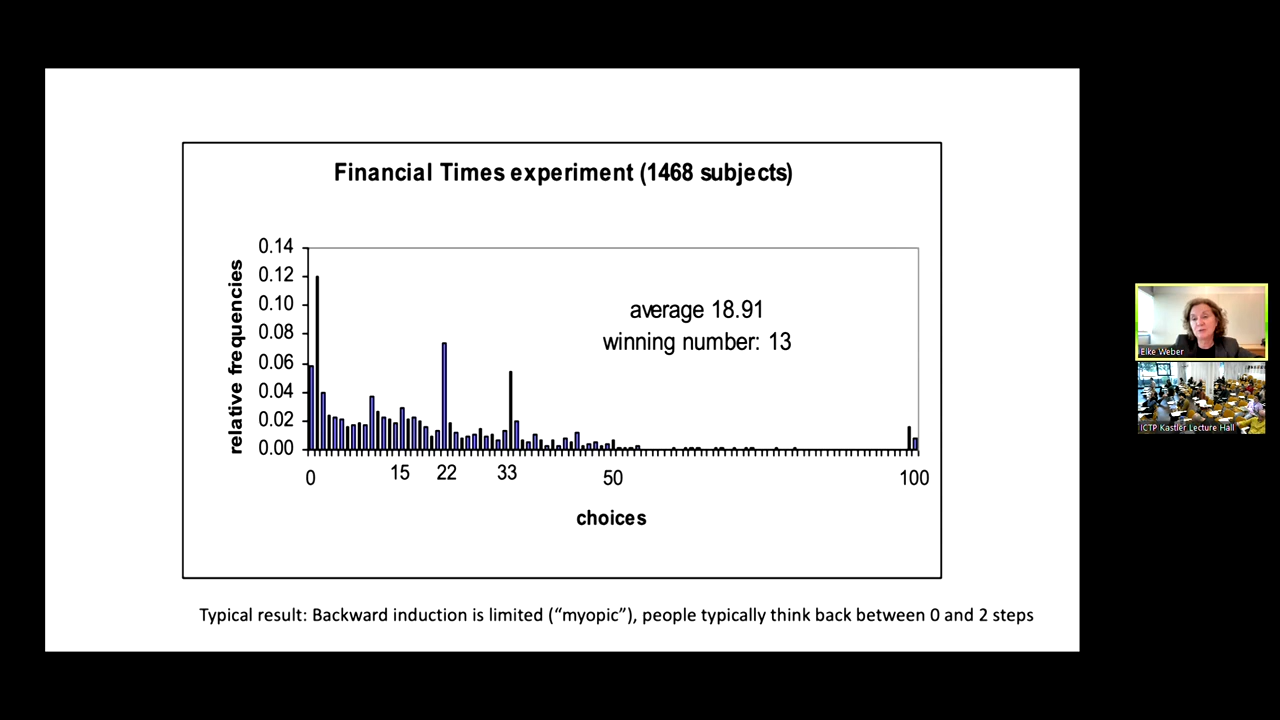 Financial Times experiment (1468 subjects)
relative frequencies
0.14
0.12
0.10
0.08
0.06
0.04
0.02
0.00
average 18.91
winning number: 13
0 15 22 33 50 100
choices
Typical result: Backward induction is limited (“myopic”), people typically think back between 0 and 2 steps
Elke Weber
ICTP Kastler Lecture Hall